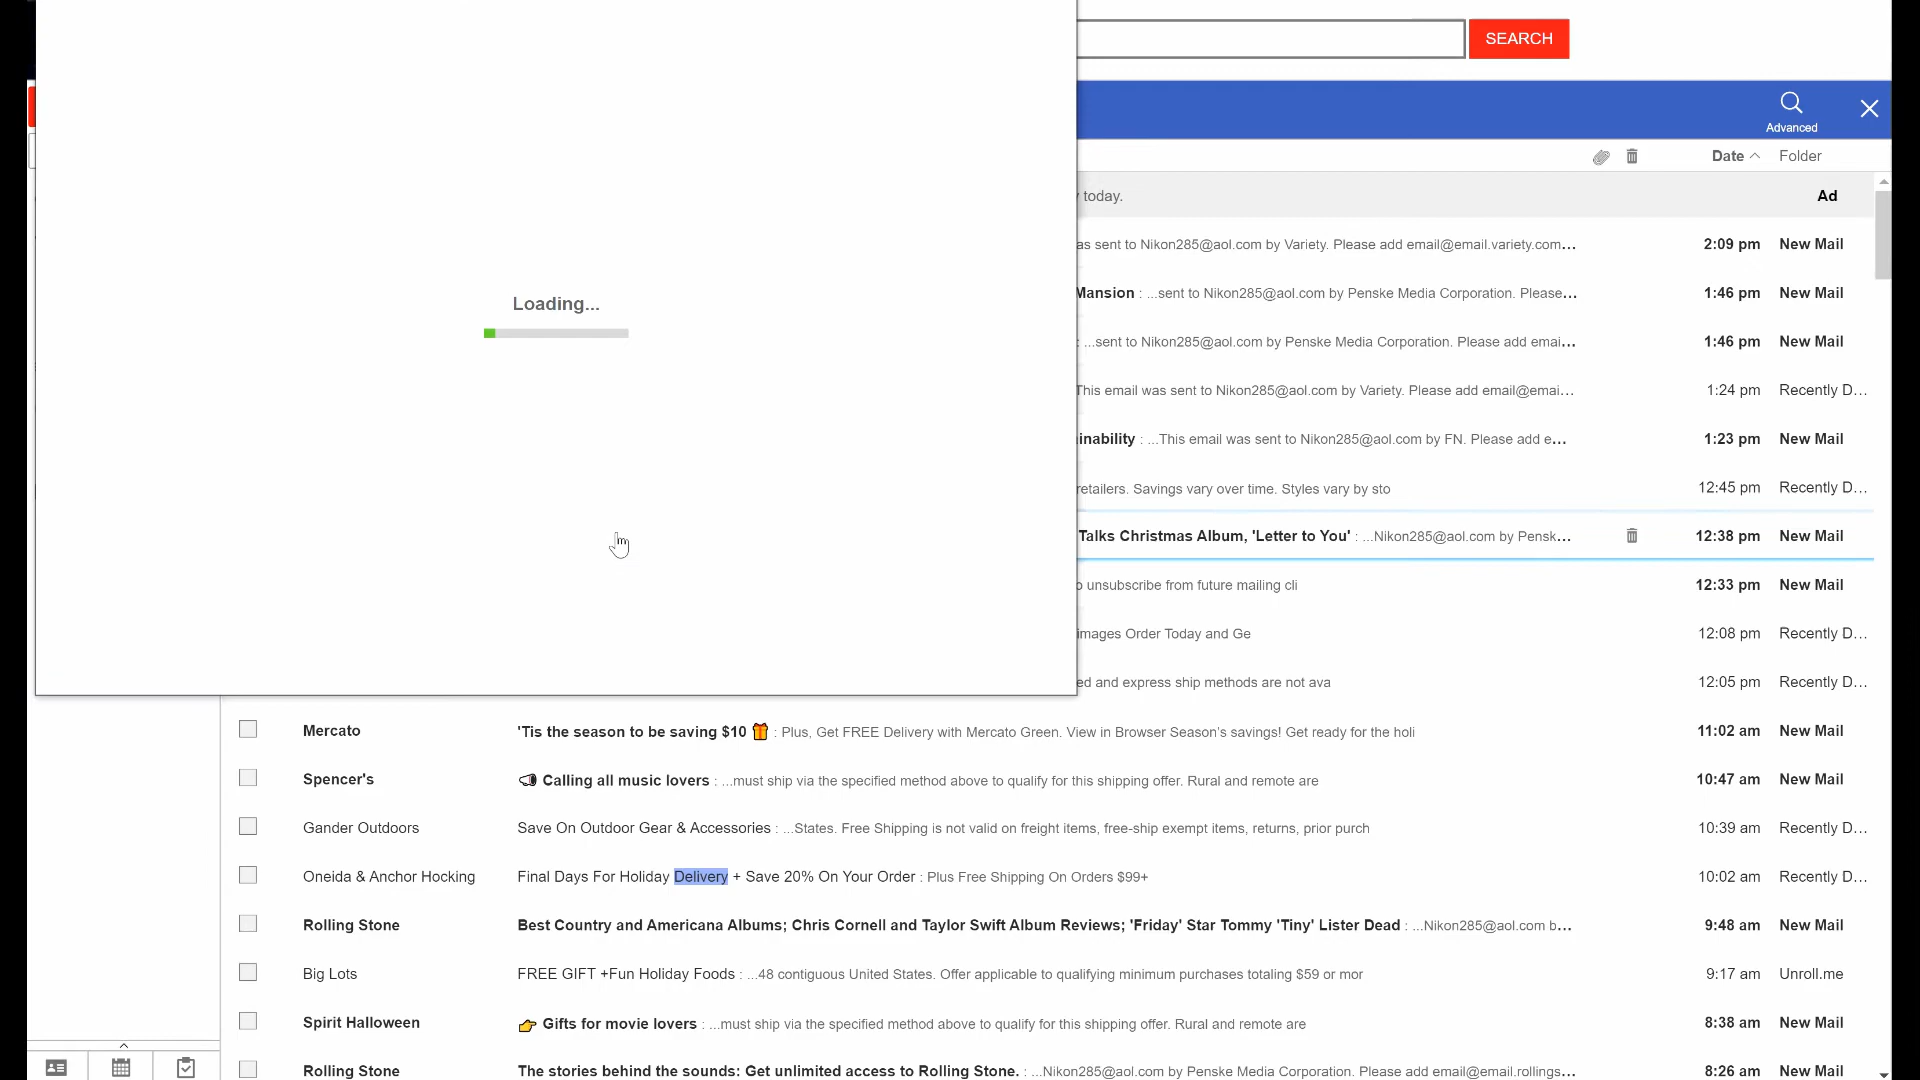 SEARCH
Advanced
Date Folder
today. Ad
as sent to Nikon285@aol.com by Variety. Please add email@email.variety.com... 2:09 pm New Mail
Mansion : ...sent to Nikon285@aol.com by Penske Media Corporation. Please... 1:46 pm New Mail
Loading...
: ...sent to Nikon285@aol.com by Penske Media Corporation. Please add emai... 1:46 pm New Mail
This email was sent to Nikon285@aol.com by Variety. Please add email@emai... 1:24 pm Recently D...
inability : ...This email was sent to Nikon285@aol.com by FN. Please add e... 1:23 pm New Mail
retailers. Savings vary over time. Styles vary by sto 12:45 pm Recently D...
Talks Christmas Album, 'Letter to You' : ...Nikon285@aol.com by Pensk... 12:38 pm New Mail
o unsubscribe from future mailing cli 12:33 pm New Mail
images Order Today and Ge 12:08 pm Recently D...
ed and express ship methods are not ava 12:05 pm Recently D...
Mercato 'Tis the season to be saving $10 🎁 : Plus, Get FREE Delivery with Mercato Green. View in Browser Season's savings! Get ready for the holi 11:02 am New Mail
Spencer's 📣 Calling all music lovers : ...must ship via the specified method above to qualify for this shipping offer. Rural and remote are 10:47 am New Mail
Gander Outdoors Save On Outdoor Gear & Accessories : ...States. Free Shipping is not valid on freight items, free-ship exempt items, returns, prior purch 10:39 am Recently D...
Oneida & Anchor Hocking Final Days For Holiday Delivery + Save 20% On Your Order : Plus Free Shipping On Orders $99+ 10:02 am Recently D...
Rolling Stone Best Country and Americana Albums; Chris Cornell and Taylor Swift Album Reviews; 'Friday' Star Tommy 'Tiny' Lister Dead : ...Nikon285@aol.com b... 9:48 am New Mail
Big Lots FREE GIFT +Fun Holiday Foods : ...48 contiguous United States. Offer applicable to qualifying minimum purchases totaling $59 or mor 9:17 am Unroll.me
Spirit Halloween 👉 Gifts for movie lovers : ...must ship via the specified method above to qualify for this shipping offer. Rural and remote are 8:38 am New Mail
Rolling Stone The stories behind the sounds: Get unlimited access to Rolling Stone. : ...Nikon285@aol.com by Penske Media Corporation. Please add email@email.rollings... 8:26 am New Mail